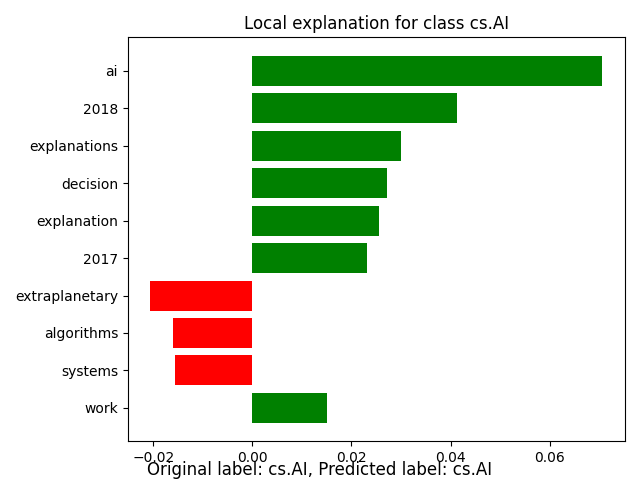 Local explanation for class cs.AI
ai
2018
explanations
decision
explanation
2017
extraplanetary
algorithms
systems
work
−0.02 0.00 0.02 0.04 0.06
Original label: cs.AI, Predicted label: cs.AI